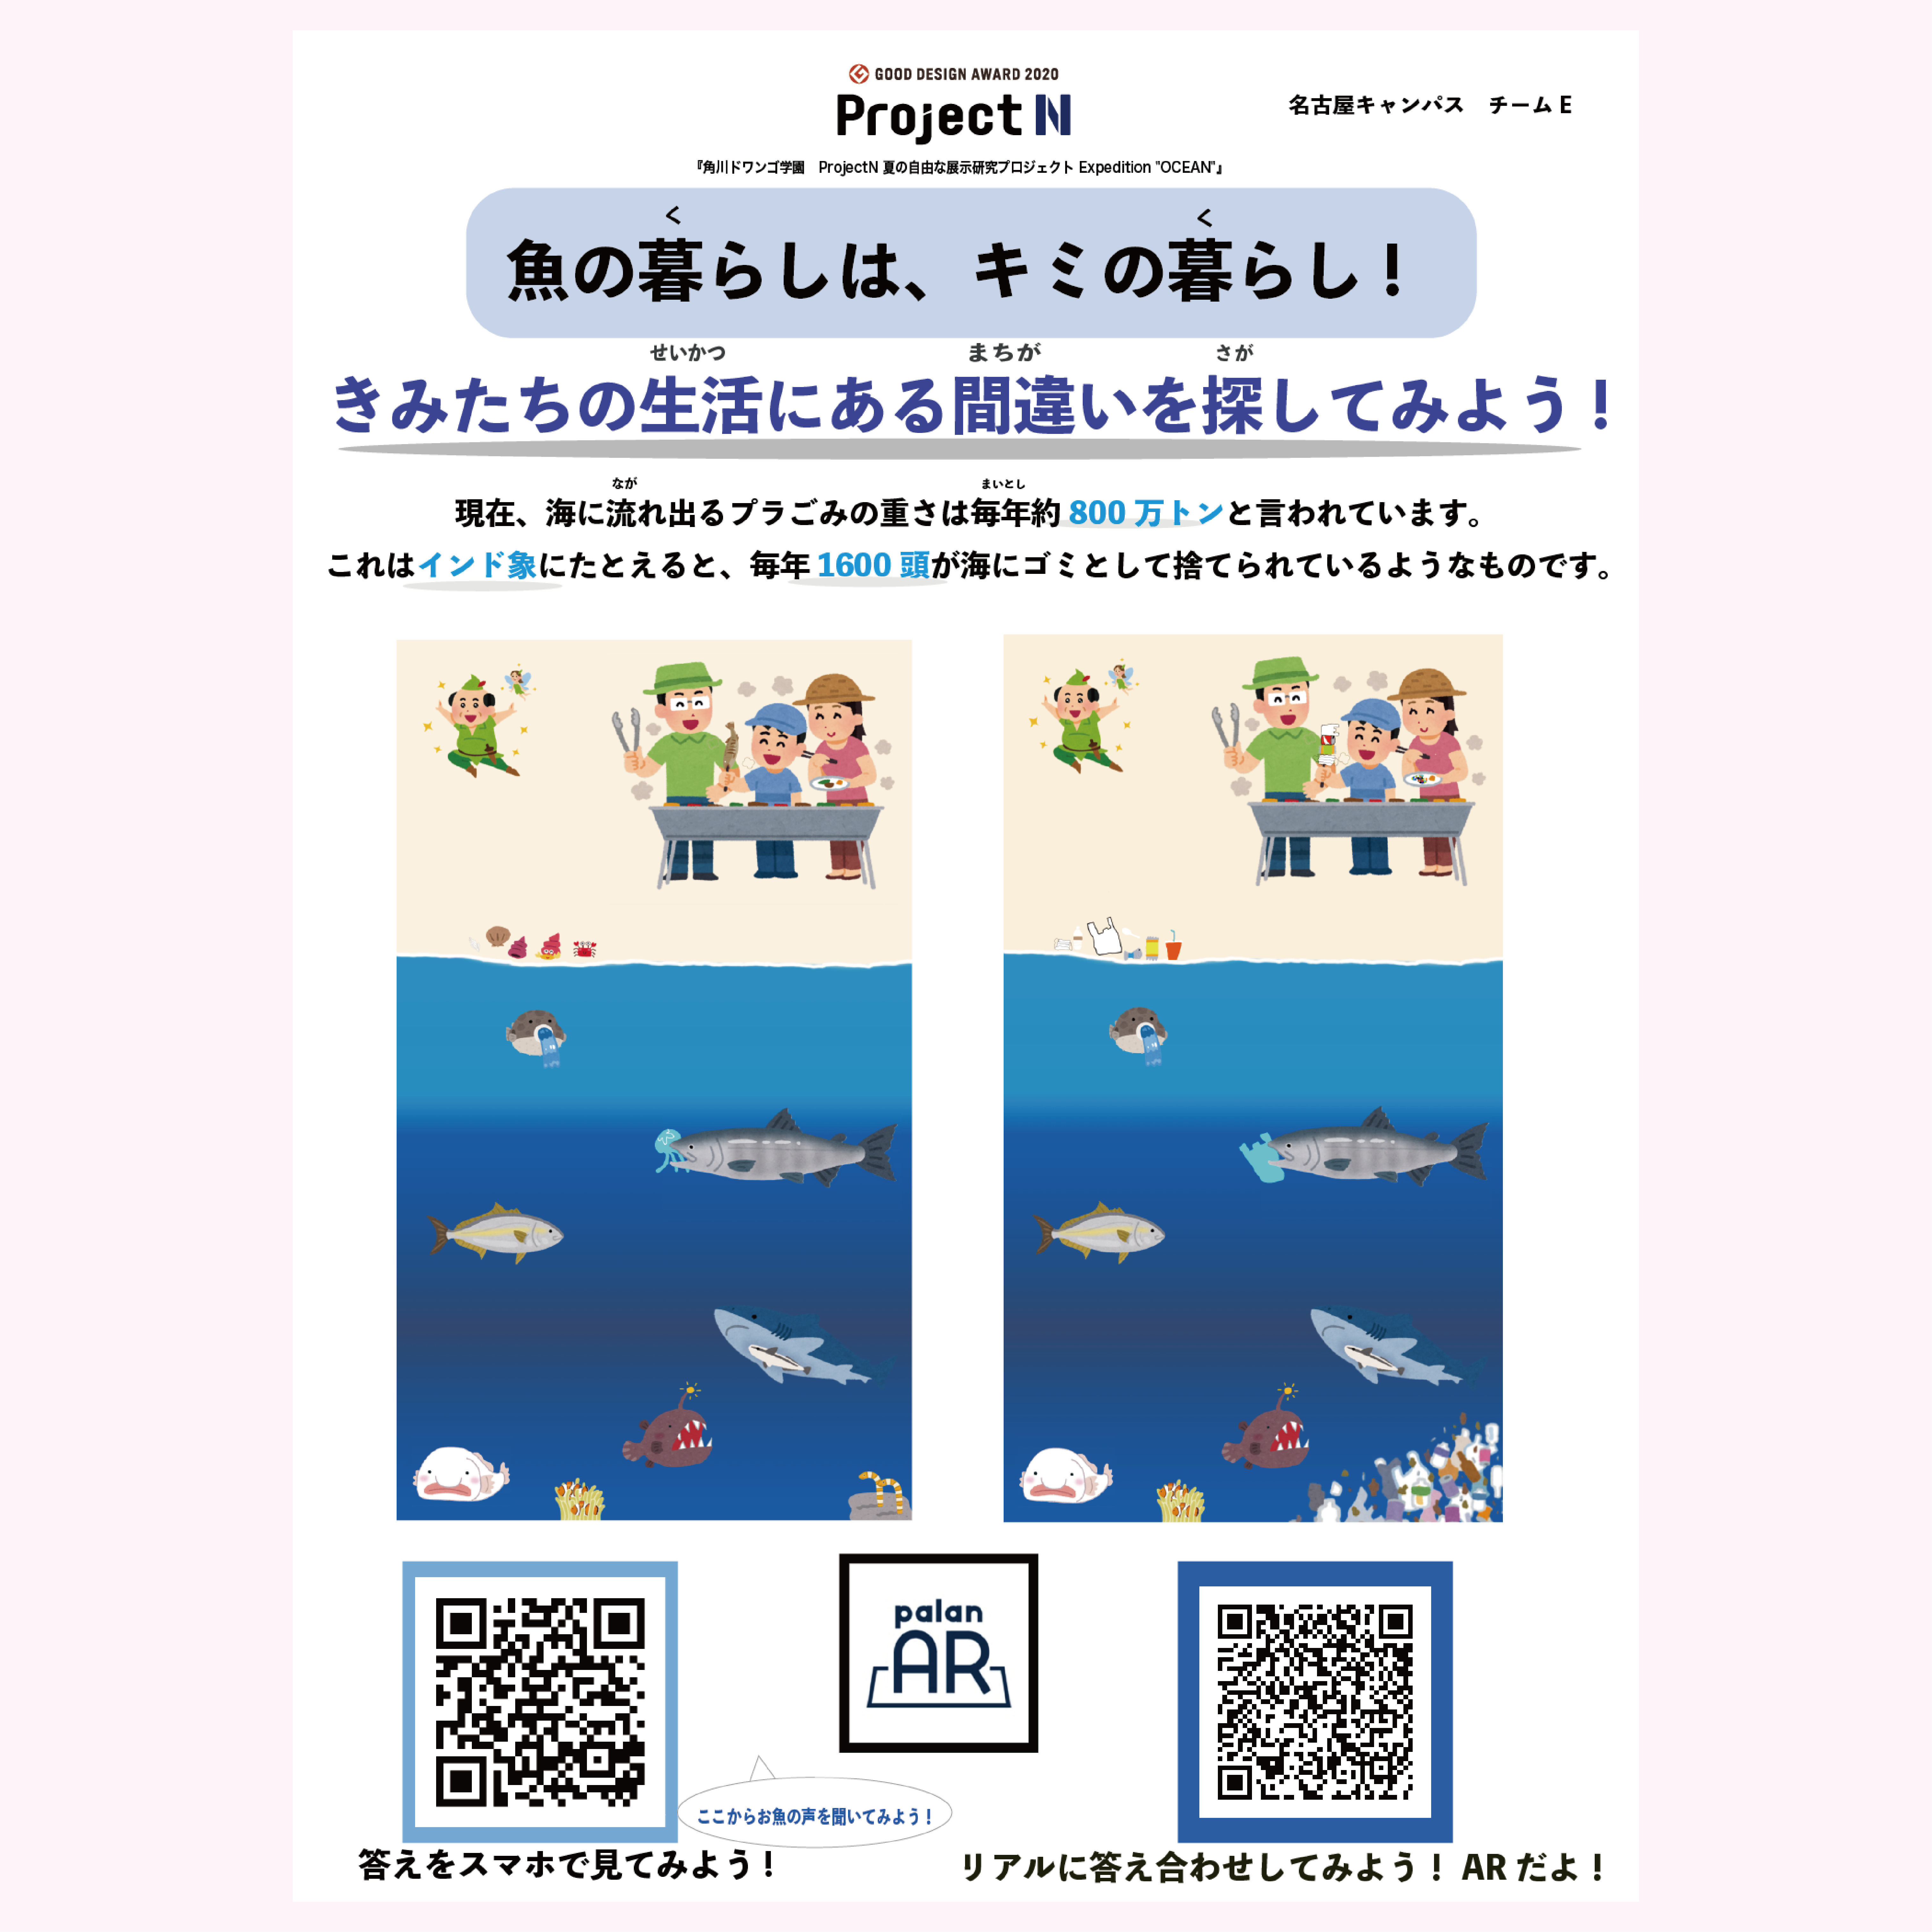 GOOD DESIGN AWARD 2020
Project N
名古屋キャンパス　チーム E
『角川ドワンゴ学園　ProjectN 夏の自由な展示研究プロジェクト Expedition "OCEAN"』
く　く
魚の暮らしは、キミの暮らし！
せいかつ　まちが　さが
きみたちの生活にある間違いを探してみよう！
なが　まいとし
現在、海に流れ出るプラごみの重さは毎年約 800 万トンと言われています。
これはインド象にたとえると、毎年 1600 頭が海にゴミとして捨てられているようなものです。
palan
AR
ここからお魚の声を聞いてみよう！
答えをスマホで見てみよう！
リアルに答え合わせしてみよう！ AR だよ！